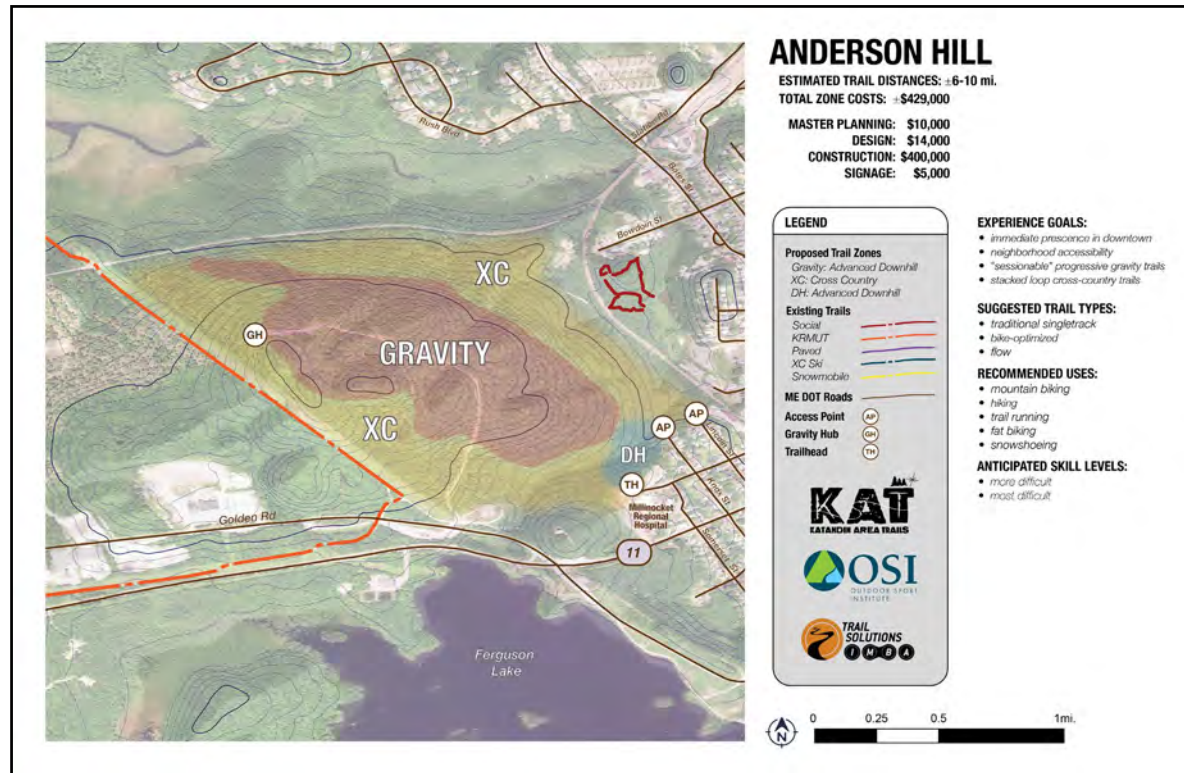 ANDERSON HILL
ESTIMATED TRAIL DISTANCES: ±6-10 mi.
TOTAL ZONE COSTS: ±$429,000
MASTER PLANNING: $10,000
DESIGN: $14,000
CONSTRUCTION: $400,000
SIGNAGE: $5,000
LEGEND
Proposed Trail Zones
Gravity: Advanced Downhill
XC: Cross Country
DH: Advanced Downhill
Existing Trails
Social
KRMUT
Paved
XC Ski
Snowmobile
ME DOT Roads
Access Point AP
Gravity Hub GH
Trailhead TH
KAT
KATAHDIN AREA TRAILS
OSI
OUTDOOR SPORT
INSTITUTE
TRAIL
SOLUTIONS
IMBA
EXPERIENCE GOALS:
• immediate prescence in downtown
• neighborhood accessibility
• "sessionable" progressive gravity trails
• stacked loop cross-country trails
SUGGESTED TRAIL TYPES:
• traditional singletrack
• bike-optimized
• flow
RECOMMENDED USES:
• mountain biking
• hiking
• trail running
• fat biking
• snowshoeing
ANTICIPATED SKILL LEVELS:
• more difficult
• most difficult
Rush Blvd
Station Rd
Bates St
Bowdoin St
XC
GH
GRAVITY
XC
AP
AP
DH
TH
Millinocket
Regional
Hospital
Golden Rd
11
Ferguson
Lake
N
0 0.25 0.5 1mi.